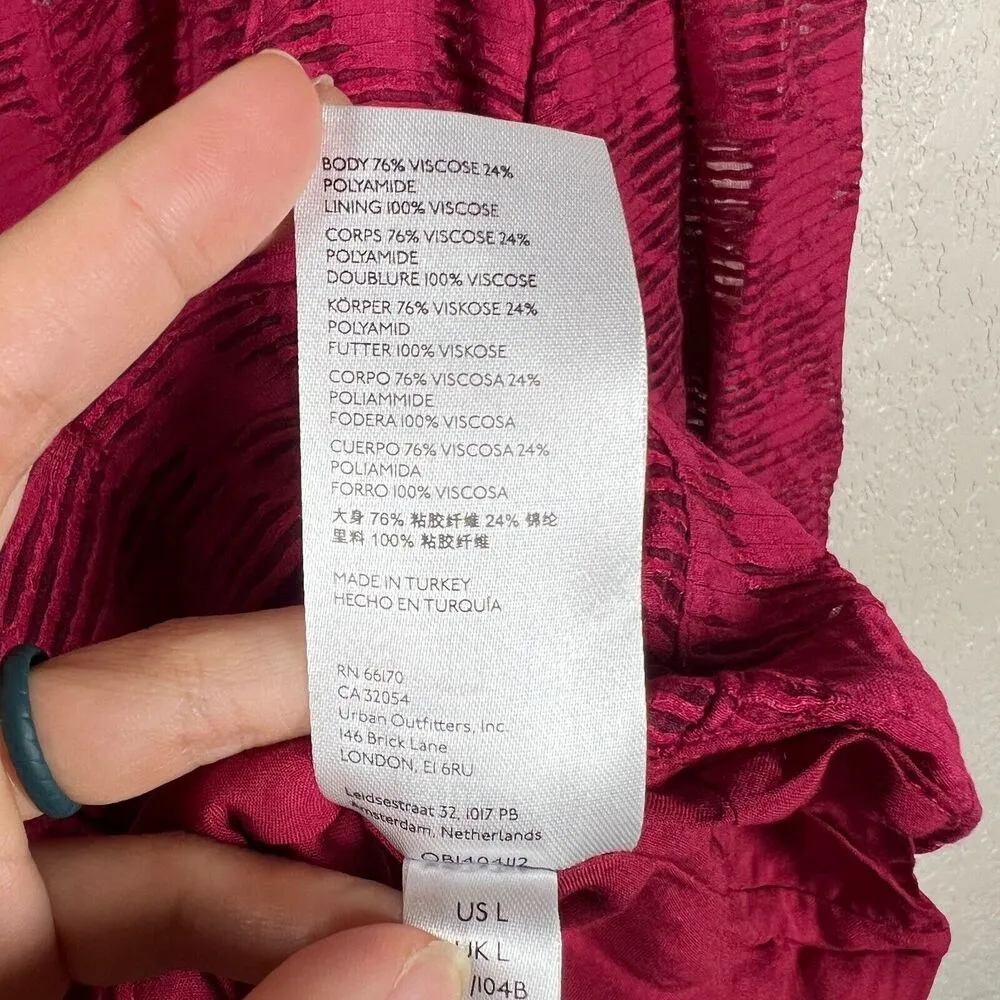 BODY 76% VISCOSE 24%
POLYAMIDE
LINING 100% VISCOSE
CORPS 76% VISCOSE 24%
POLYAMIDE
DOUBLURE 100% VISCOSE
KÖRPER 76% VISKOSE 24%
POLYAMID
FUTTER 100% VISKOSE
CORPO 76% VISCOSA 24%
POLIAMMIDE
FODERA 100% VISCOSA
CUERPO 76% VISCOSA 24%
POLIAMIDA
FORRO 100% VISCOSA
大身 76% 粘胶纤维 24% 锦纶
里料 100% 粘胶纤维
MADE IN TURKEY
HECHO EN TURQUÍA
RN 66170
CA 32054
Urban Outfitters, Inc.
146 Brick Lane
LONDON, E1 6RU
Leidsestraat 32, 1017 PB
Amsterdam, Netherlands
US L
UK L
/104B